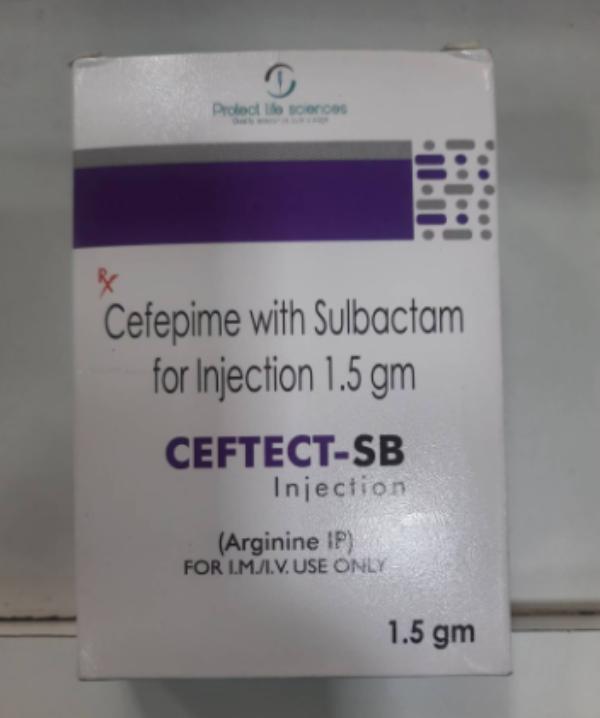 Protect life sciences
Rx
Cefepime with Sulbactam
for Injection 1.5 gm
CEFTECT-SB
Injection
(Arginine IP)
FOR I.M./I.V. USE ONLY
1.5 gm